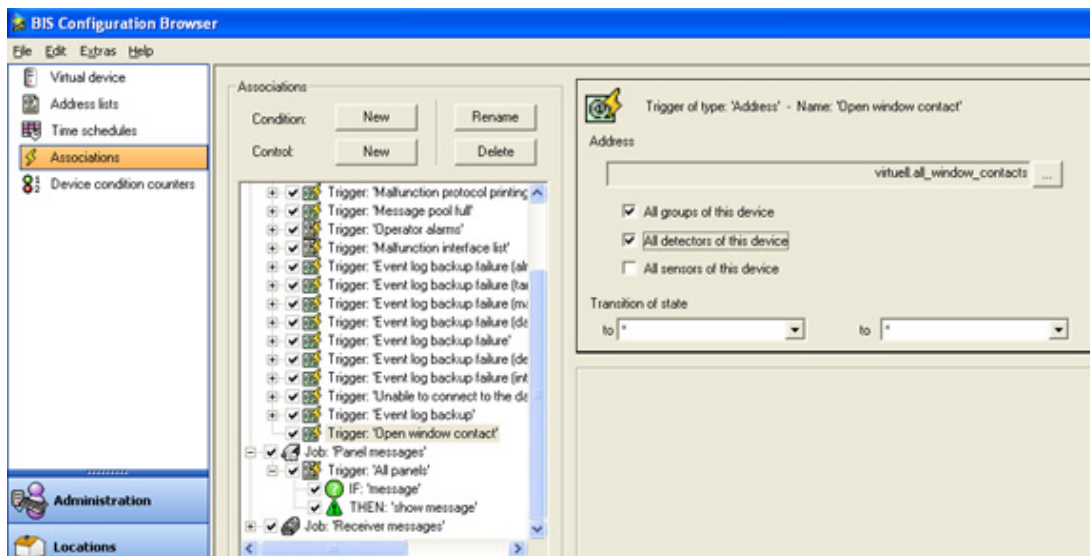 BIS Configuration Browser
File Edit Extras Help
Virtual device
Address lists
Time schedules
Associations
Device condition counters
Administration
Locations
Associations
Condition: New Rename
Control: New Delete
Trigger: 'Malfunction protocol printing
Trigger: 'Message pool full'
Trigger: 'Operator alarms'
Trigger: 'Malfunction interface list'
Trigger: 'Event log backup failure (alr
Trigger: 'Event log backup failure (tar
Trigger: 'Event log backup failure (ma
Trigger: 'Event log backup failure (da
Trigger: 'Event log backup failure'
Trigger: 'Event log backup failure (de
Trigger: 'Event log backup failure (int
Trigger: 'Unable to connect to the da
Trigger: 'Event log backup'
Trigger: 'Open window contact'
Job: 'Panel messages'
Trigger: 'All panels'
IF: 'message'
THEN: 'show message'
Job: 'Receiver messages'
Trigger of type: 'Address' - Name: 'Open window contact'
Address
virtuell.all_window_contacts ...
All groups of this device
All detectors of this device
All sensors of this device
Transition of state
to * to *